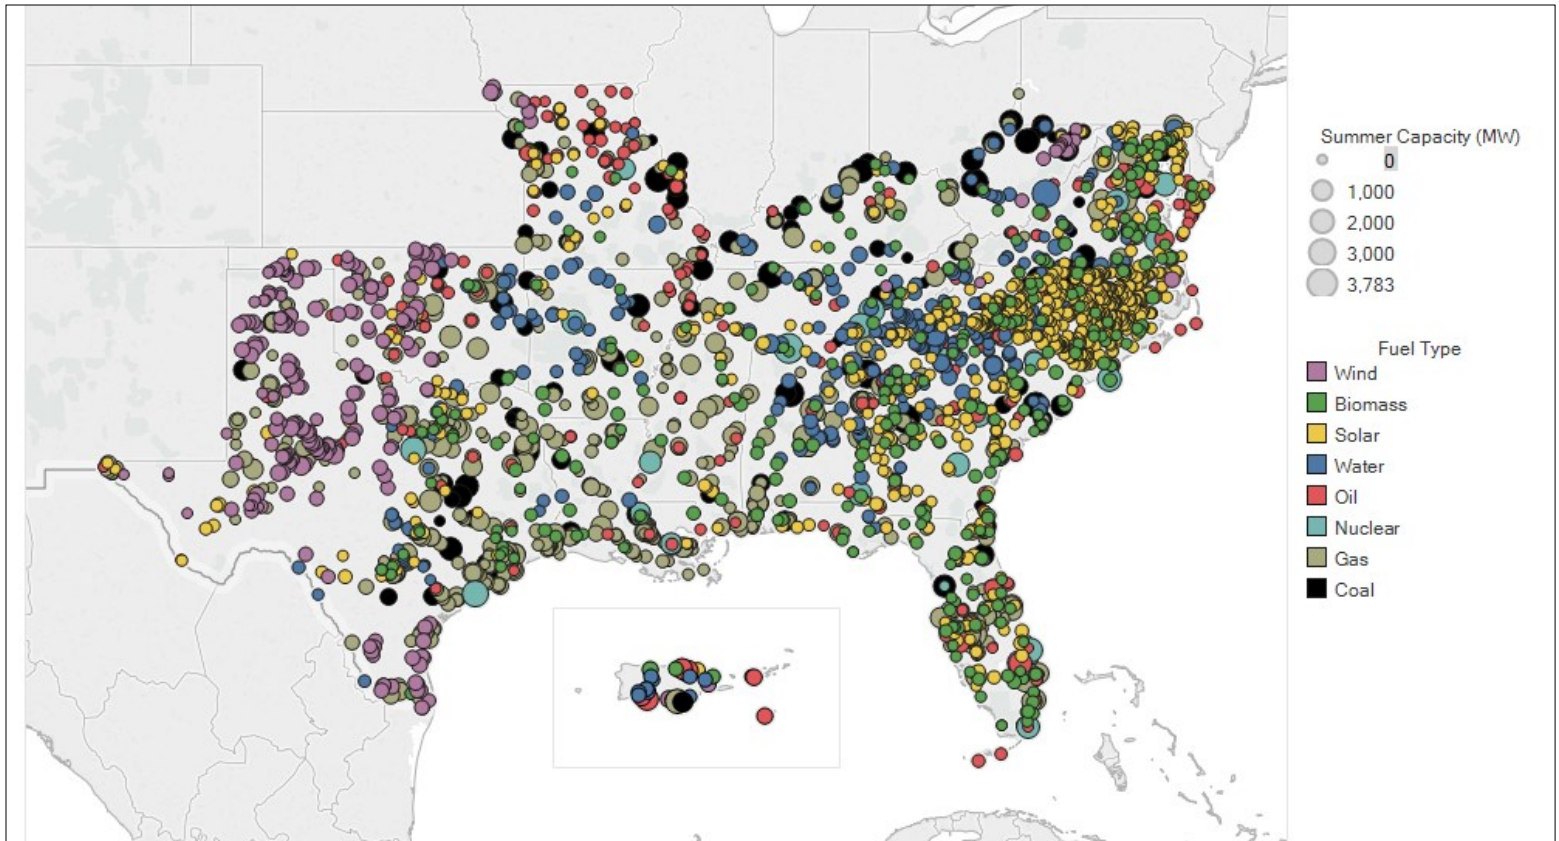 Summer Capacity (MW)
0
1,000
2,000
3,000
3,783
Fuel Type
Wind
Biomass
Solar
Water
Oil
Nuclear
Gas
Coal